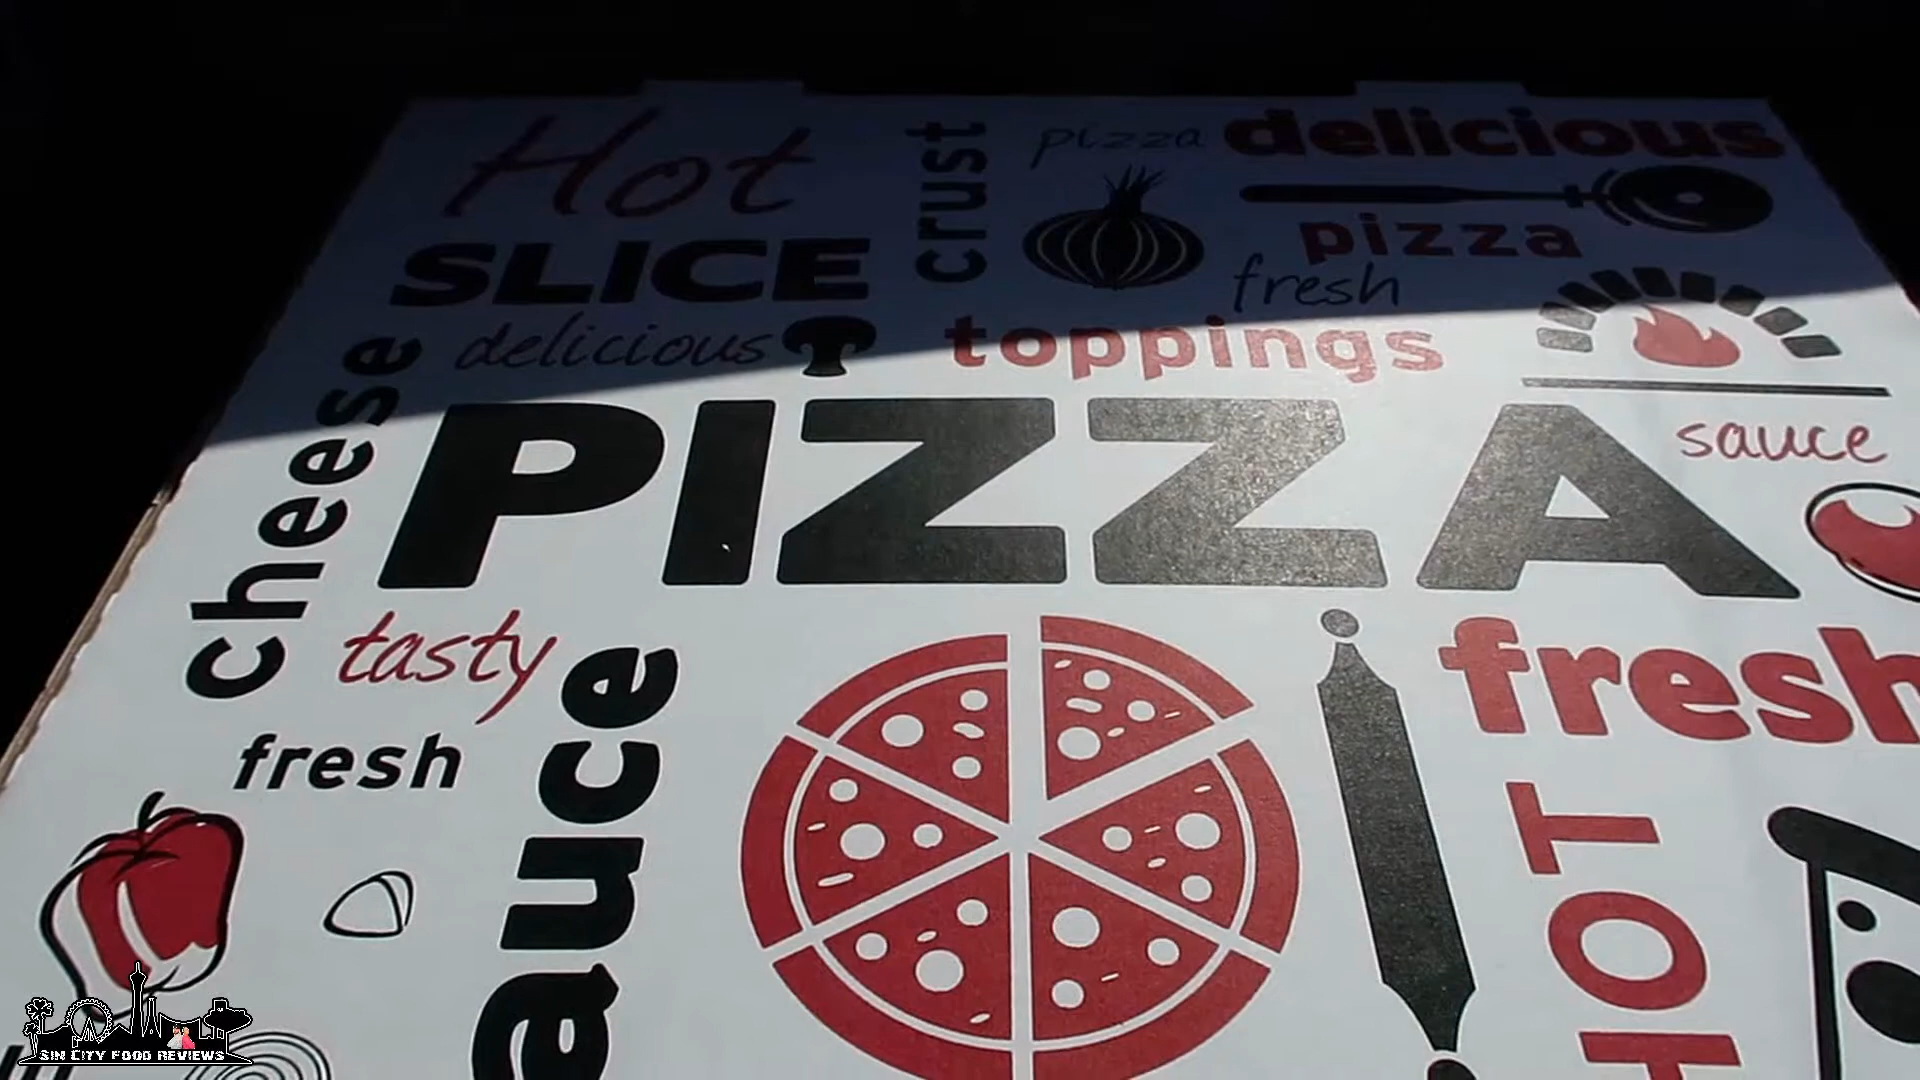 Hot
crust
pizza
delicious
SLICE
pizza
fresh
delicious
toppings
cheese
PIZZA
sauce
tasty
fresh
fresh
auce
HOT
SIN CITY FOOD REVIEWS